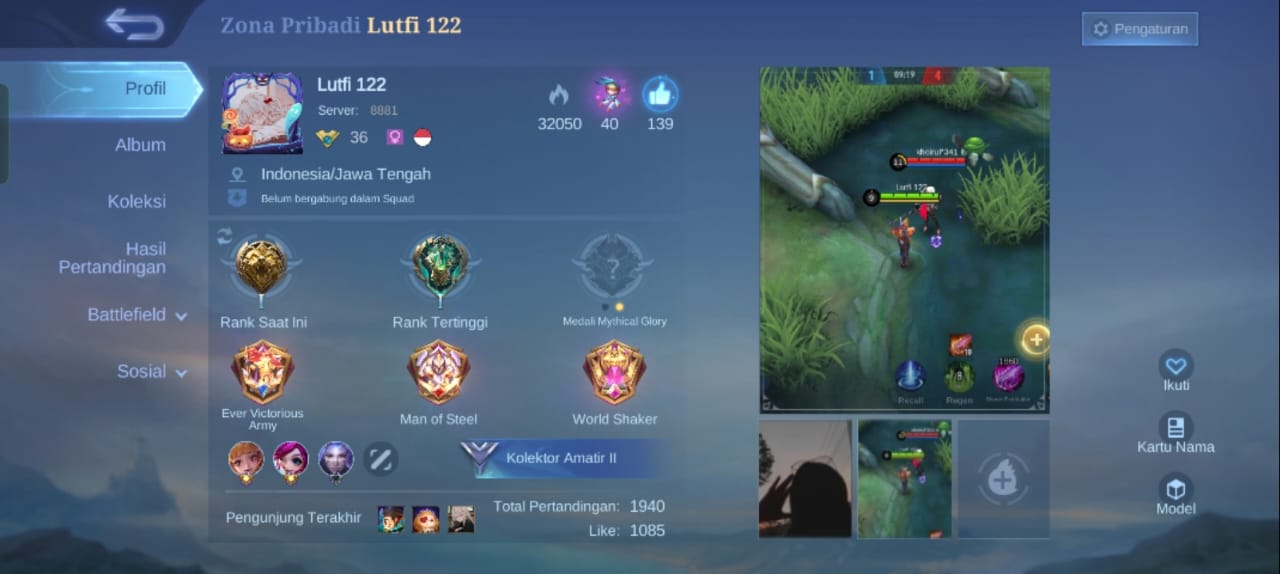 Zona Pribadi Lutfi 122
Pengaturan
Profil
Album
Koleksi
Hasil
Pertandingan
Battlefield
Sosial
Lutfi 122
Server: 8881
36
32050
40
139
Indonesia/Jawa Tengah
Belum bergabung dalam Squad
Rank Saat Ini
Rank Tertinggi
?
Medali Mythical Glory
Ever Victorious
Army
Man of Steel
World Shaker
Kolektor Amatir II
Pengunjung Terakhir
Total Pertandingan: 1940
Like: 1085
1
09:19
4
11
9
Lutfi 122
1960
Recall
Regen
Ikuti
Kartu Nama
Model